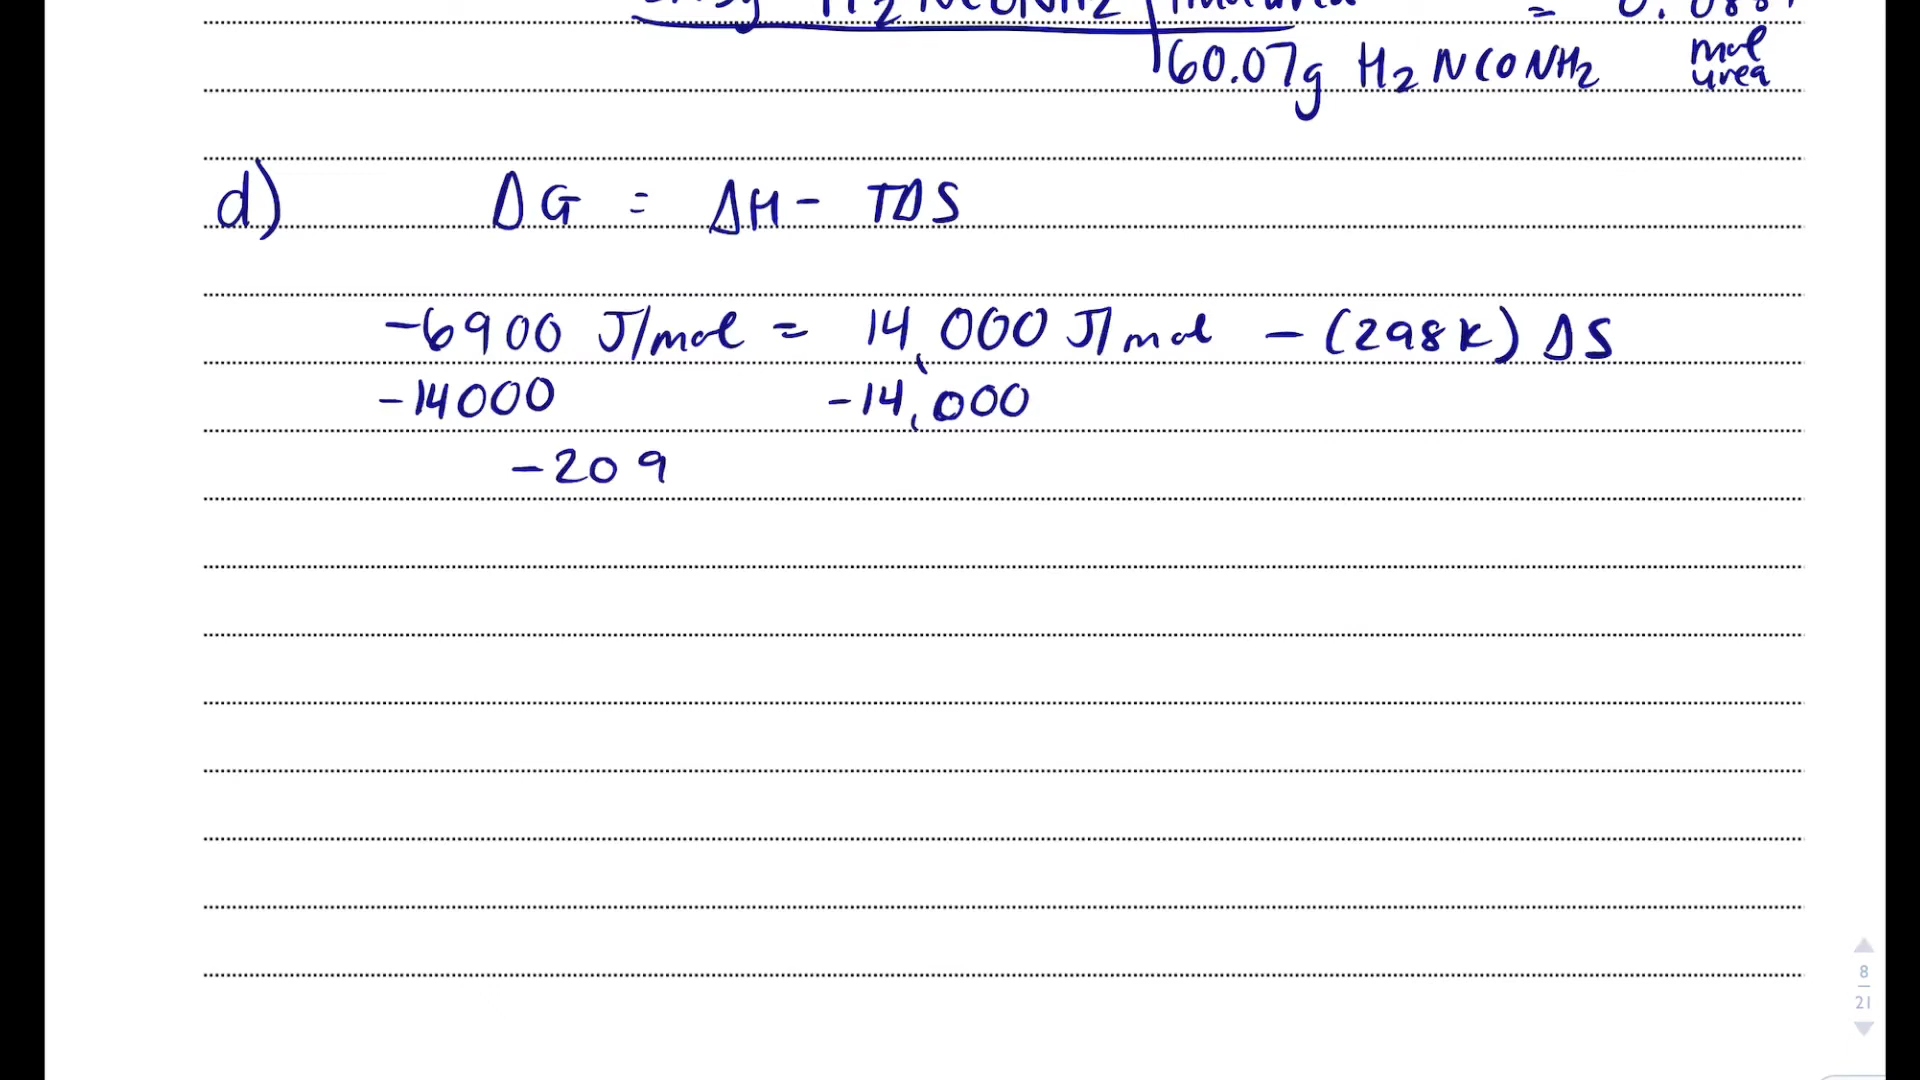 H2NCONH2 =
60.07g H2NCONH2 mol
urea
d) ΔG = ΔH - TΔS
-6900 J/mol = 14,000 J/mol - (298K) ΔS
-14000 -14,000
-209
8
21